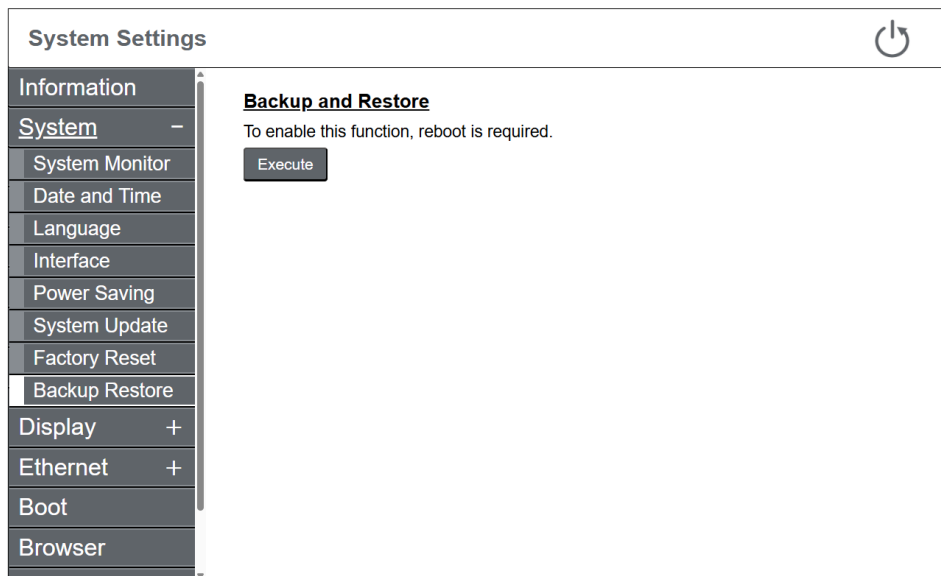 System Settings
Information
System −
System Monitor
Date and Time
Language
Interface
Power Saving
System Update
Factory Reset
Backup Restore
Display +
Ethernet +
Boot
Browser
Backup and Restore
To enable this function, reboot is required.
Execute